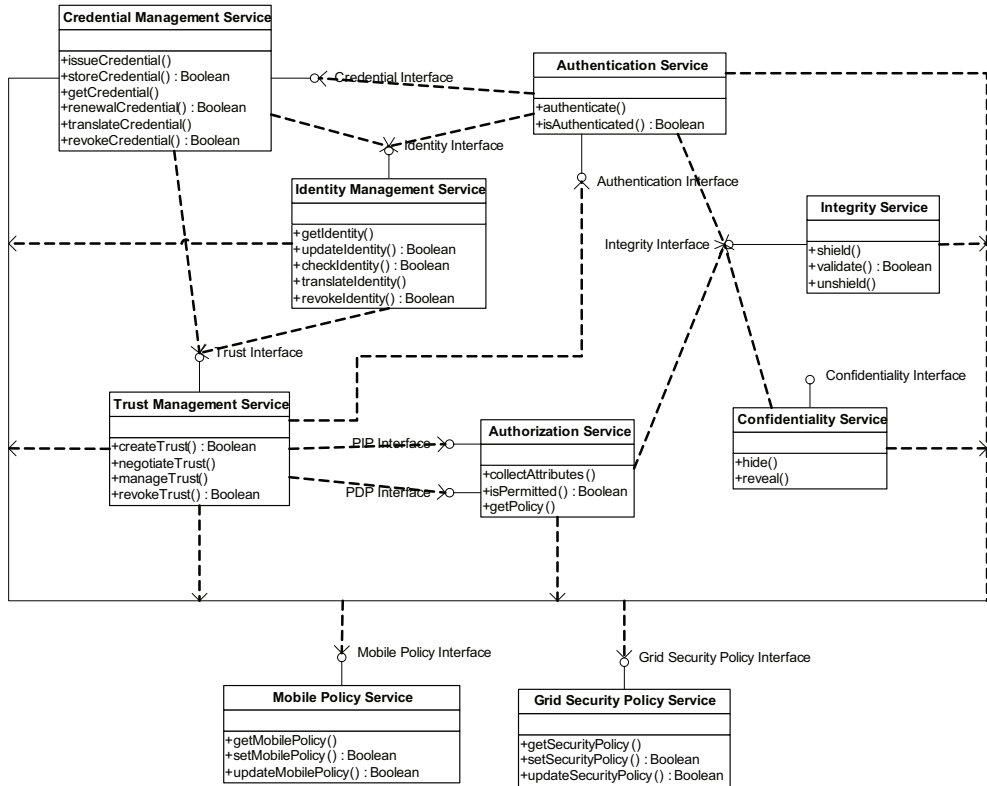 Credential Management Service
+issueCredential()
+storeCredential() : Boolean
+getCredential()
+renewalCredential() : Boolean
+translateCredential()
+revokeCredential() : Boolean
Credential Interface
Authentication Service
+authenticate()
+isAuthenticated() : Boolean
Identity Interface
Identity Management Service
+getIdentity()
+updateIdentity() : Boolean
+checkIdentity() : Boolean
+translateIdentity()
+revokeIdentity() : Boolean
Authentication Interface
Integrity Interface
Integrity Service
+shield()
+validate() : Boolean
+unshield()
Trust Interface
Trust Management Service
+createTrust() : Boolean
+negotiateTrust()
+manageTrust()
+revokeTrust() : Boolean
PIP Interface
PDP Interface
Authorization Service
+collectAttributes()
+isPermitted() : Boolean
+getPolicy()
Confidentiality Interface
Confidentiality Service
+hide()
+reveal()
Mobile Policy Interface
Mobile Policy Service
+getMobilePolicy()
+setMobilePolicy() : Boolean
+updateMobilePolicy() : Boolean
Grid Security Policy Interface
Grid Security Policy Service
+getSecurityPolicy()
+setSecurityPolicy() : Boolean
+updateSecurityPolicy() : Boolean